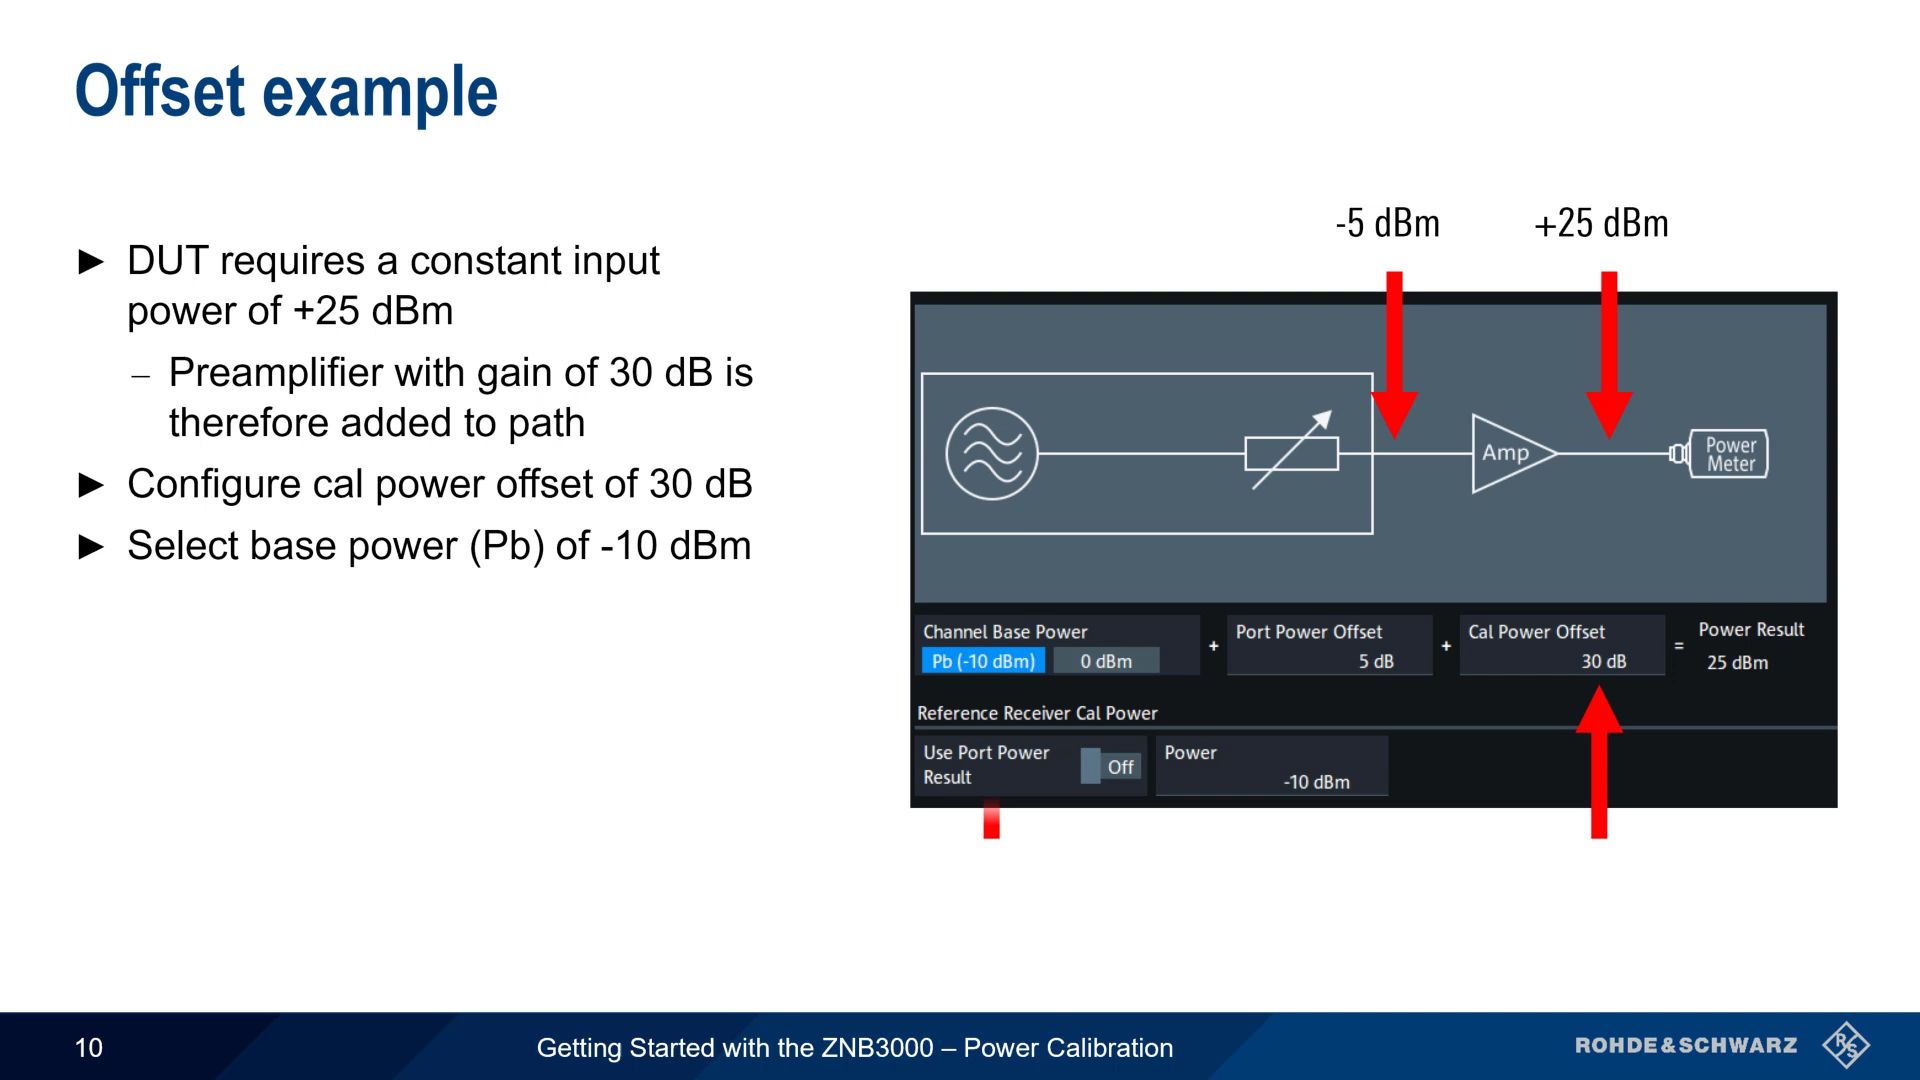 Offset example
► DUT requires a constant input
power of +25 dBm
– Preamplifier with gain of 30 dB is
therefore added to path
► Configure cal power offset of 30 dB
► Select base power (Pb) of -10 dBm
-5 dBm +25 dBm
Amp
Power
Meter
Channel Base Power
Pb (-10 dBm) 0 dBm
+
Port Power Offset
5 dB
+
Cal Power Offset
30 dB
=
Power Result
25 dBm
Reference Receiver Cal Power
Use Port Power
Result
Off
Power
-10 dBm
10
Getting Started with the ZNB3000 – Power Calibration
ROHDE&SCHWARZ
R&S